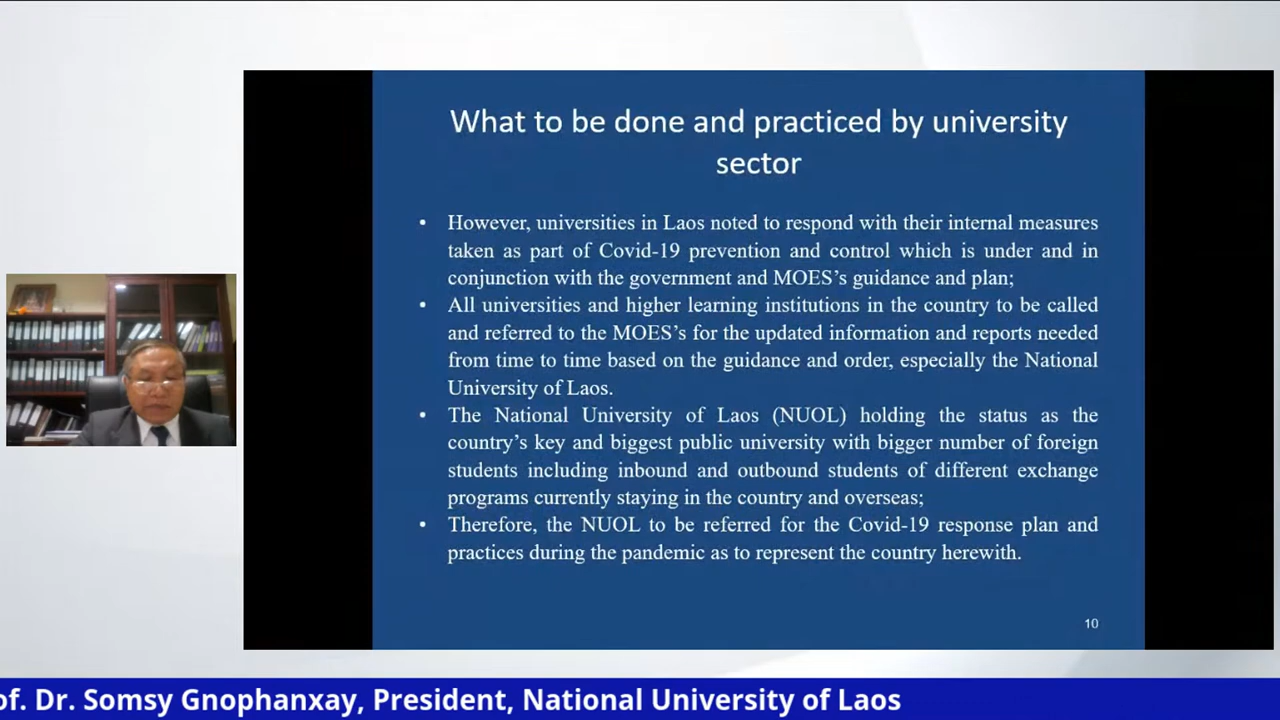 What to be done and practiced by university
sector
• However, universities in Laos noted to respond with their internal measures
taken as part of Covid-19 prevention and control which is under and in
conjunction with the government and MOES’s guidance and plan;
• All universities and higher learning institutions in the country to be called
and referred to the MOES’s for the updated information and reports needed
from time to time based on the guidance and order, especially the National
University of Laos.
• The National University of Laos (NUOL) holding the status as the
country’s key and biggest public university with bigger number of foreign
students including inbound and outbound students of different exchange
programs currently staying in the country and overseas;
• Therefore, the NUOL to be referred for the Covid-19 response plan and
practices during the pandemic as to represent the country herewith.
10
of. Dr. Somsy Gnophanxay, President, National University of Laos